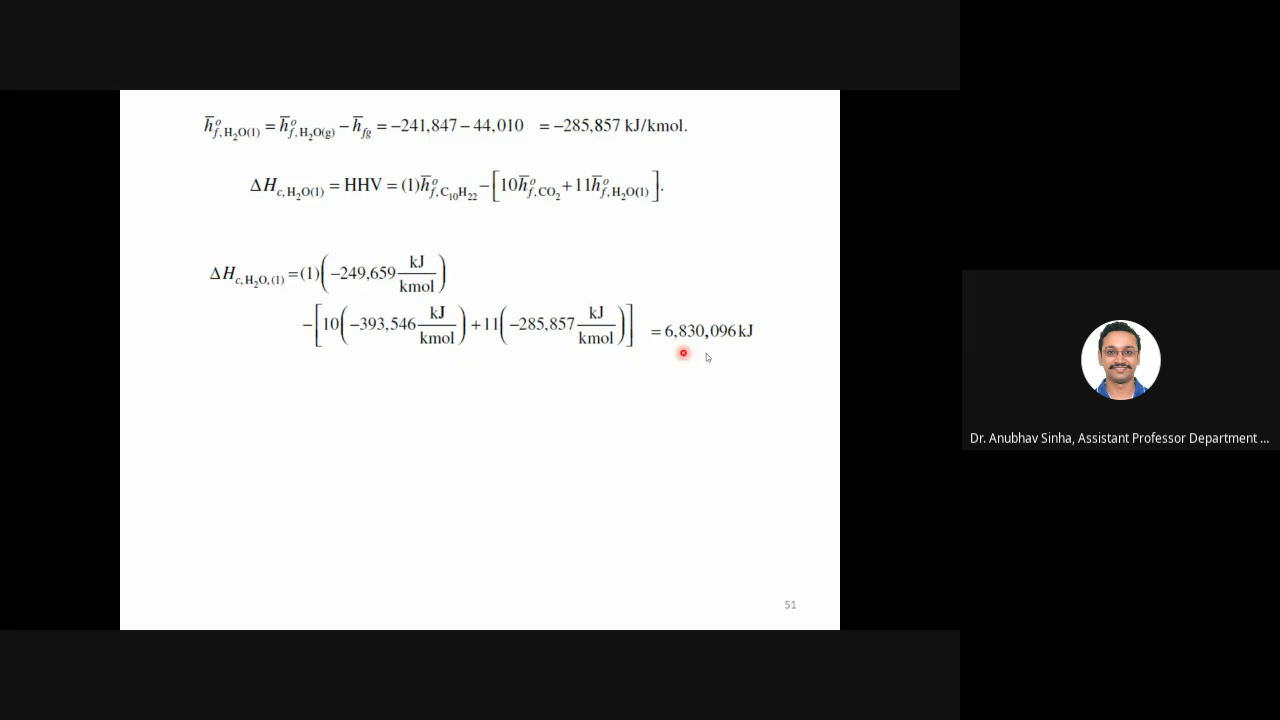 h̄°f,H₂O(l) = h̄°f,H₂O(g) − h̄fg = −241,847 − 44,010 = −285,857 kJ/kmol.
ΔHc,H₂O(l) = HHV = (1)h̄°f,C₁₀H₂₂ − [10h̄°f,CO₂ + 11h̄°f,H₂O(l)].
ΔHc,H₂O,(l) = (1)(−249,659 kJ/kmol)
−[10(−393,546 kJ/kmol) + 11(−285,857 kJ/kmol)] = 6,830,096 kJ
Dr. Anubhav Sinha, Assistant Professor Department ...
51